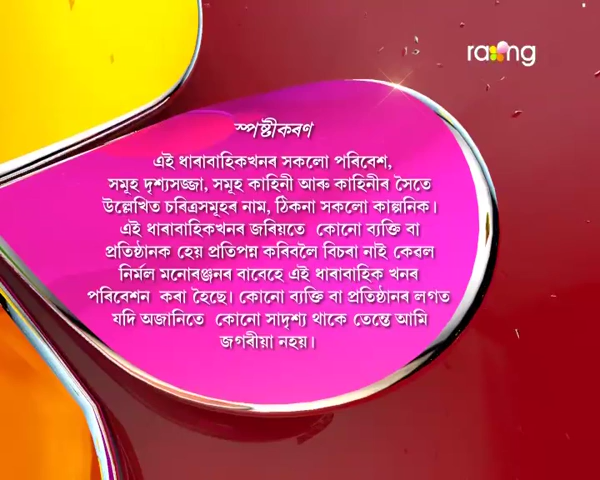 rang
স্পষ্টীকৰণ
এই ধাৰাবাহিকখনৰ সকলো পৰিবেশ,
সমূহ দৃশ্যসজ্জা, সমূহ কাহিনী আৰু কাহিনীৰ সৈতে
উল্লেখিত চৰিত্ৰসমূহৰ নাম, ঠিকনা সকলো কাল্পনিক।
এই ধাৰাবাহিকখনৰ জৰিয়তে কোনো ব্যক্তি বা
প্ৰতিষ্ঠানক হেয় প্ৰতিপন্ন কৰিবলৈ বিচৰা নাই কেৱল
নিৰ্মল মনোৰঞ্জনৰ বাবেহে এই ধাৰাবাহিক খনৰ
পৰিবেশন কৰা হৈছে। কোনো ব্যক্তি বা প্ৰতিষ্ঠানৰ লগত
যদি অজানিতে কোনো সাদৃশ্য থাকে তেন্তে আমি
জগৰীয়া নহয়।